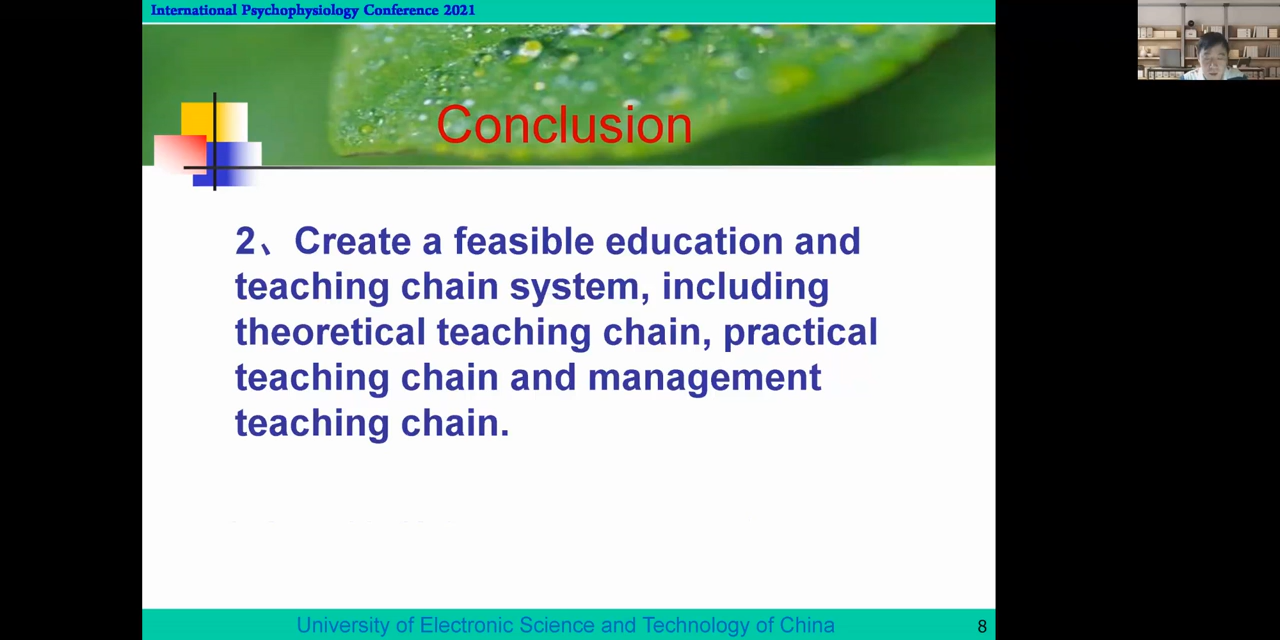 International Psychophysiology Conference 2021
Conclusion
2、Create a feasible education and
teaching chain system, including
theoretical teaching chain, practical
teaching chain and management
teaching chain.
University of Electronic Science and Technology of China
8